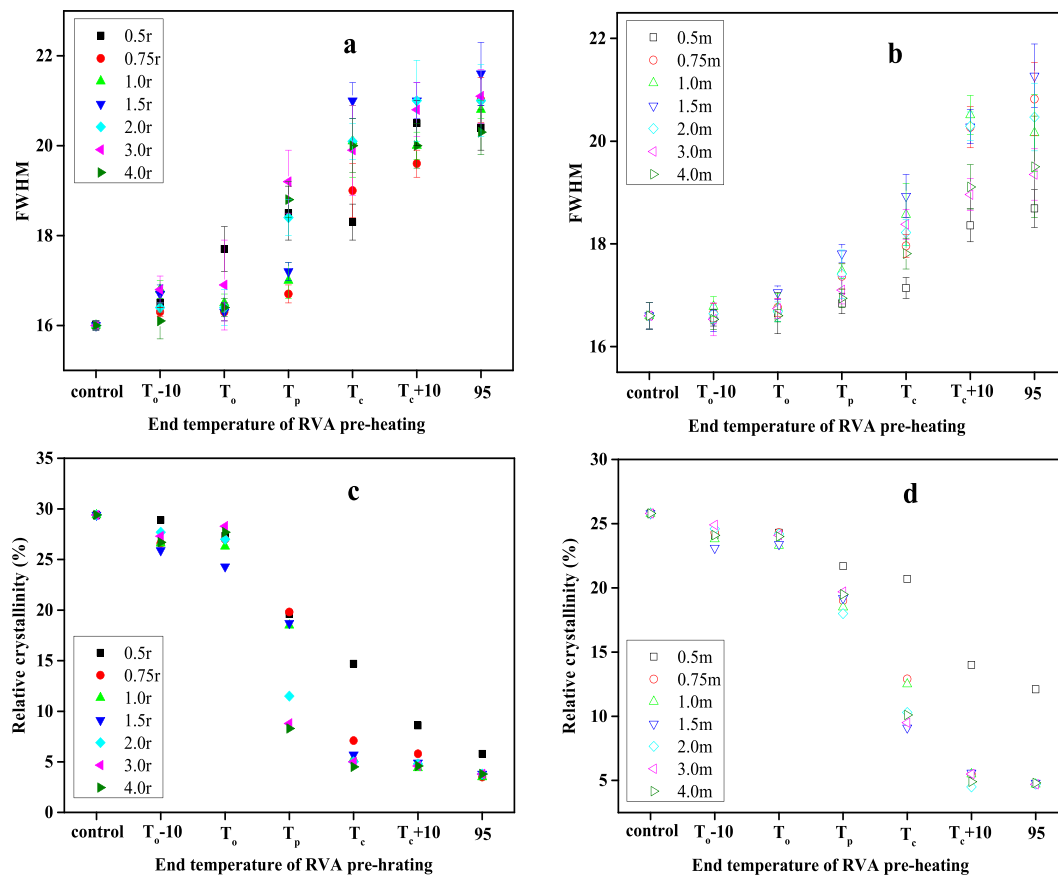 a
22
20
18
16
FWHM
0.5r
0.75r
1.0r
1.5r
2.0r
3.0r
4.0r
control
To-10
To
Tp
Tc
Tc+10
95
End temperature of RVA pre-heating
b
22
20
18
16
FWHM
0.5m
0.75m
1.0m
1.5m
2.0m
3.0m
4.0m
control
To-10
To
Tp
Tc
Tc+10
95
End temperature of RVA pre-heating
c
35
30
25
20
15
10
5
0
Relative crystallinity (%)
0.5r
0.75r
1.0r
1.5r
2.0r
3.0r
4.0r
control
To-10
To
Tp
Tc
Tc+10
95
End temperature of RVA pre-hrating
d
30
25
20
15
10
5
Relative crystallinity (%)
0.5m
0.75m
1.0m
1.5m
2.0m
3.0m
4.0m
control
To-10
To
Tp
Tc
Tc+10
95
End temperature of RVA pre-heating